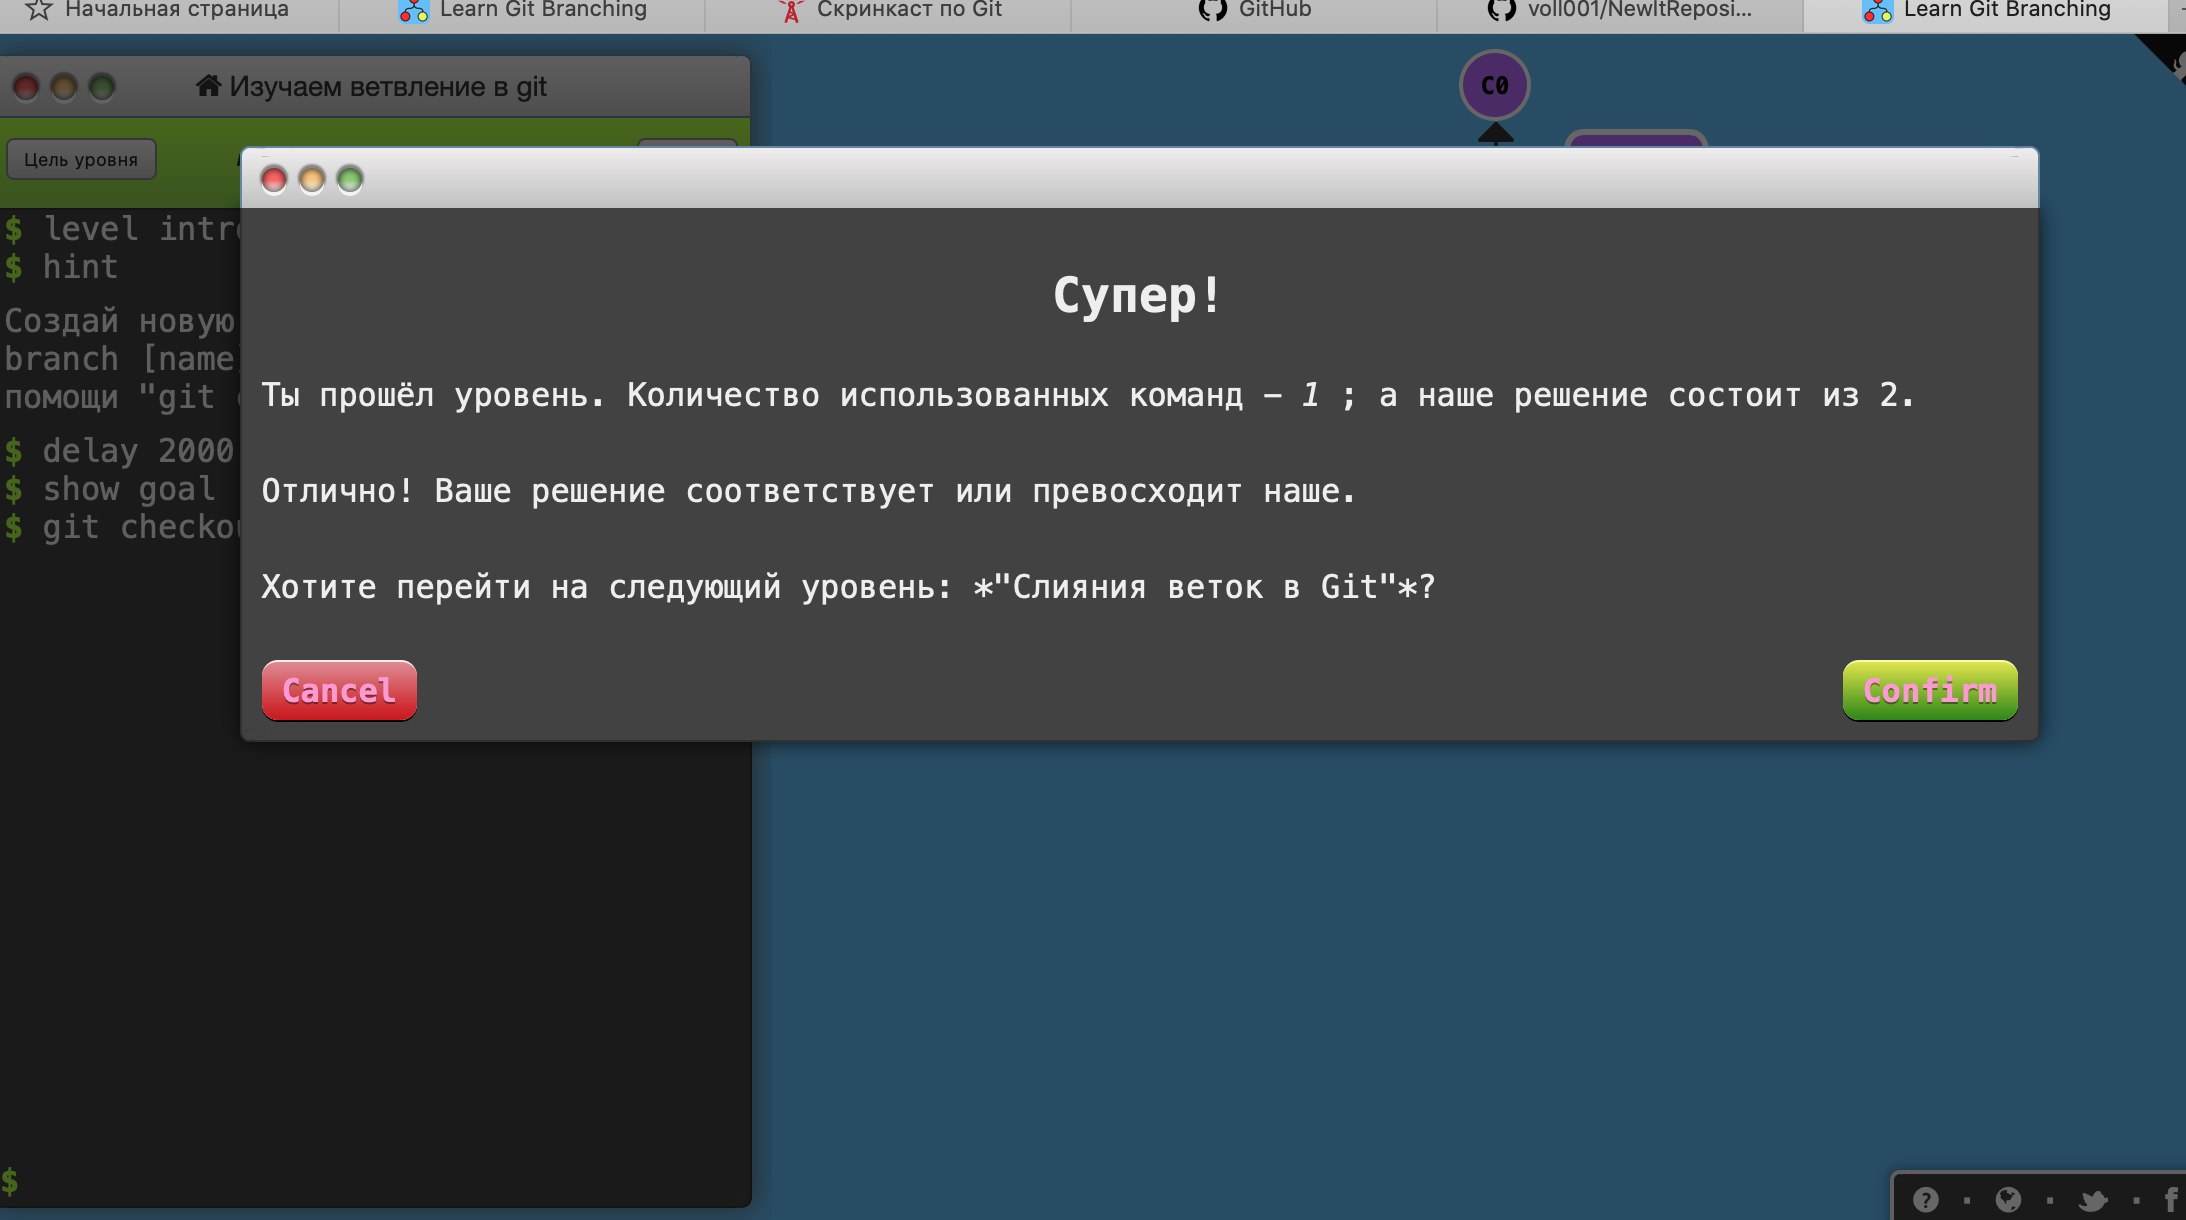 Начальная страница
Learn Git Branching
Скринкаст по Git
GitHub
voll001/NewItReposi...
Learn Git Branching
Изучаем ветвление в git
C0
Цель уровня
$ level
$ hint
Создай новую
branch [name
помощи "git
$ delay 2000
$ show goal
$ git
Супер!
Ты прошёл уровень. Количество использованных команд – 1 ; а наше решение состоит из 2.
Отлично! Ваше решение соответствует или превосходит наше.
Хотите перейти на следующий уровень: *"Слияния веток в Git"*?
Cancel
Confirm
$